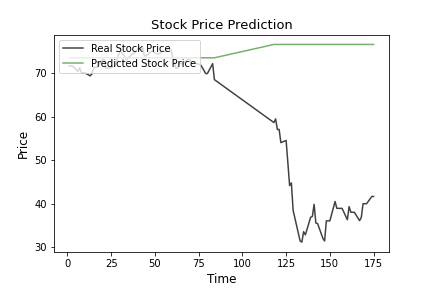 Stock Price Prediction
Real Stock Price
Predicted Stock Price
Price
70
60
50
40
30
0 25 50 75 100 125 150 175
Time